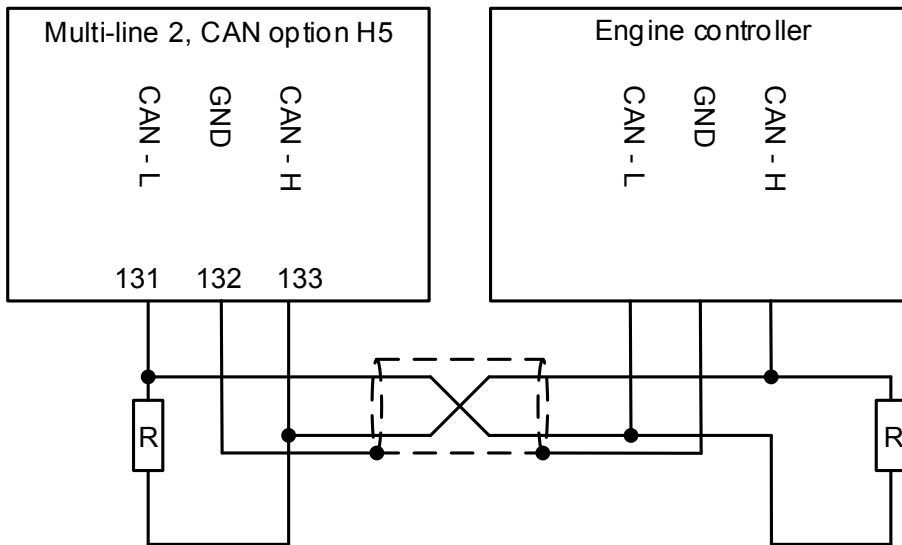 Multi-line 2, CAN option H5
CAN - L
GND
CAN - H
131
132
133
Engine controller
CAN - L
GND
CAN - H
R
R